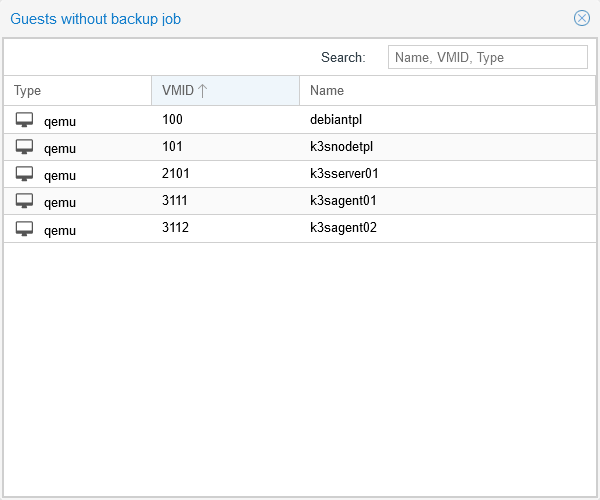 Guests without backup job
Search: Name, VMID, Type
Type VMID Name
qemu 100 debiantpl
qemu 101 k3snodetpl
qemu 2101 k3sserver01
qemu 3111 k3sagent01
qemu 3112 k3sagent02